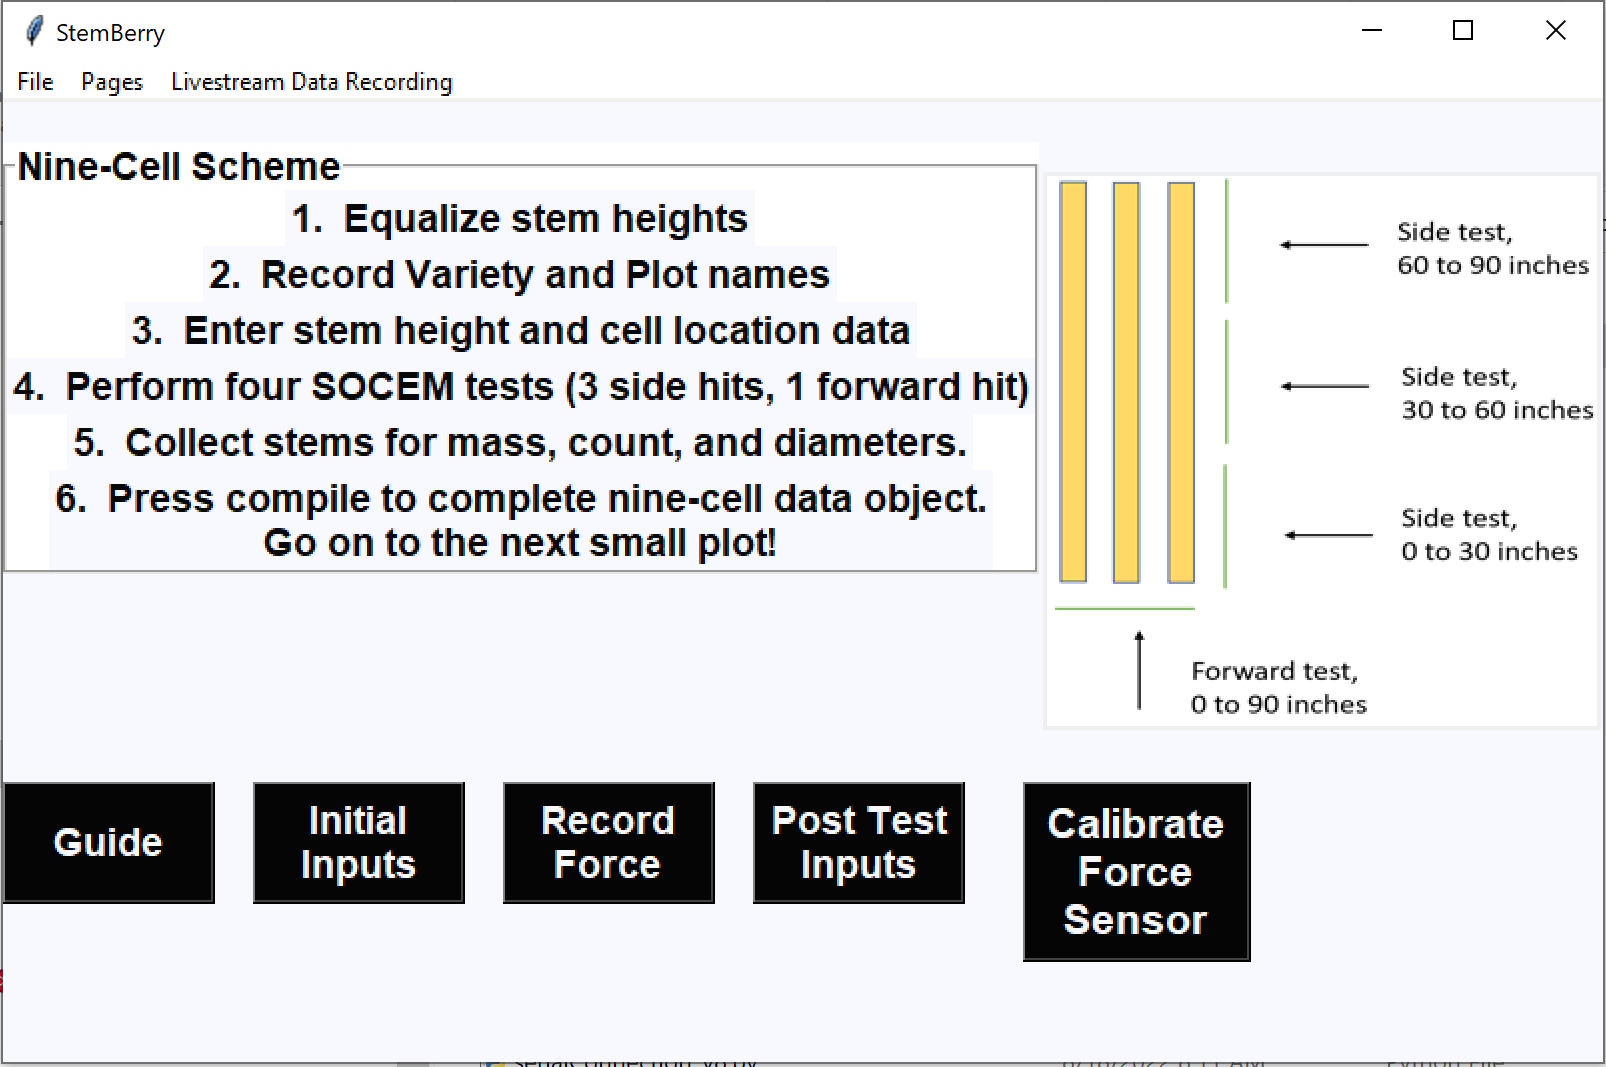 StemBerry
File Pages Livestream Data Recording
Nine-Cell Scheme
1. Equalize stem heights
2. Record Variety and Plot names
3. Enter stem height and cell location data
4. Perform four SOCEM tests (3 side hits, 1 forward hit)
5. Collect stems for mass, count, and diameters.
6. Press compile to complete nine-cell data object.
Go on to the next small plot!
Side test,
60 to 90 inches
Side test,
30 to 60 inches
Side test,
0 to 30 inches
Forward test,
0 to 90 inches
Guide
Initial
Inputs
Record
Force
Post Test
Inputs
Calibrate
Force
Sensor